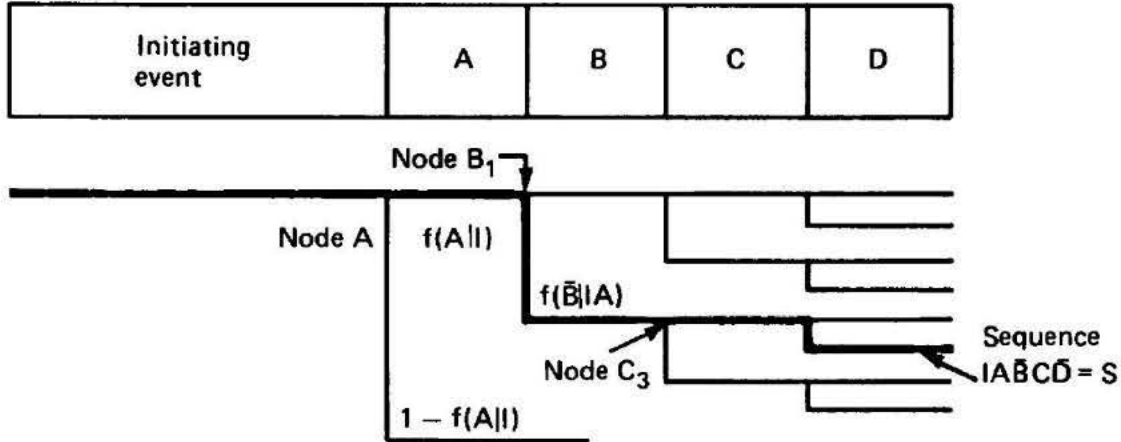 Initiating
event
A
B
C
D
Node B₁
Node A
f(A|I)
f(B̄|IA)
Node C₃
Sequence
IAB̄CD̄ = S
1 – f(A|I)